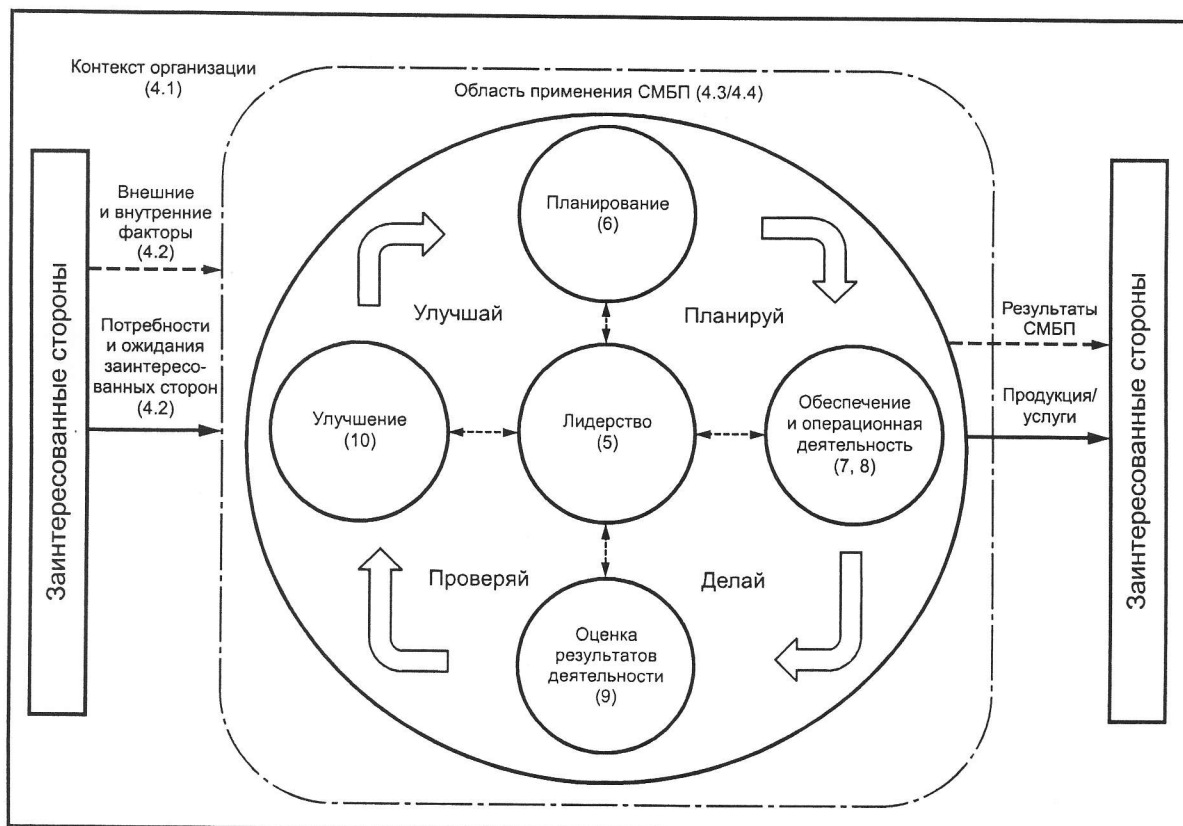 Контекст организации
(4.1)
Область применения СМБП (4.3/4.4)
Заинтересованные стороны
Внешние
и внутренние
факторы
(4.2)
Потребности
и ожидания
заинтересо-
ванных сторон
(4.2)
Планирование
(6)
Улучшай
Планируй
Улучшение
(10)
Лидерство
(5)
Обеспечение
и операционная
деятельность
(7, 8)
Проверяй
Делай
Оценка
результатов
деятельности
(9)
Результаты
СМБП
Продукция/
услуги
Заинтересованные стороны